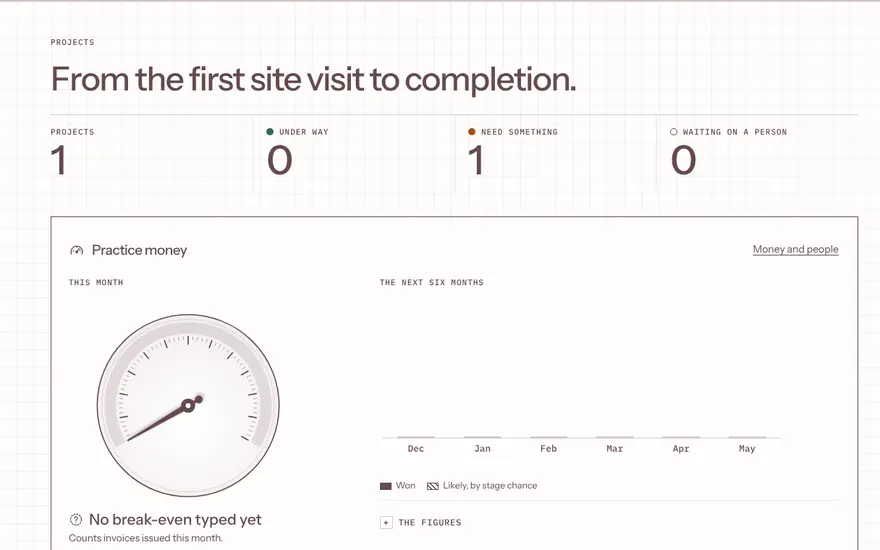 PROJECTS
From the first site visit to completion.
PROJECTS
1
UNDER WAY
0
NEED SOMETHING
1
WAITING ON A PERSON
0
Practice money
Money and people
THIS MONTH
THE NEXT SIX MONTHS
Dec Jan Feb Mar Apr May
Won Likely, by stage chance
No break-even typed yet
Counts invoices issued this month.
+ THE FIGURES